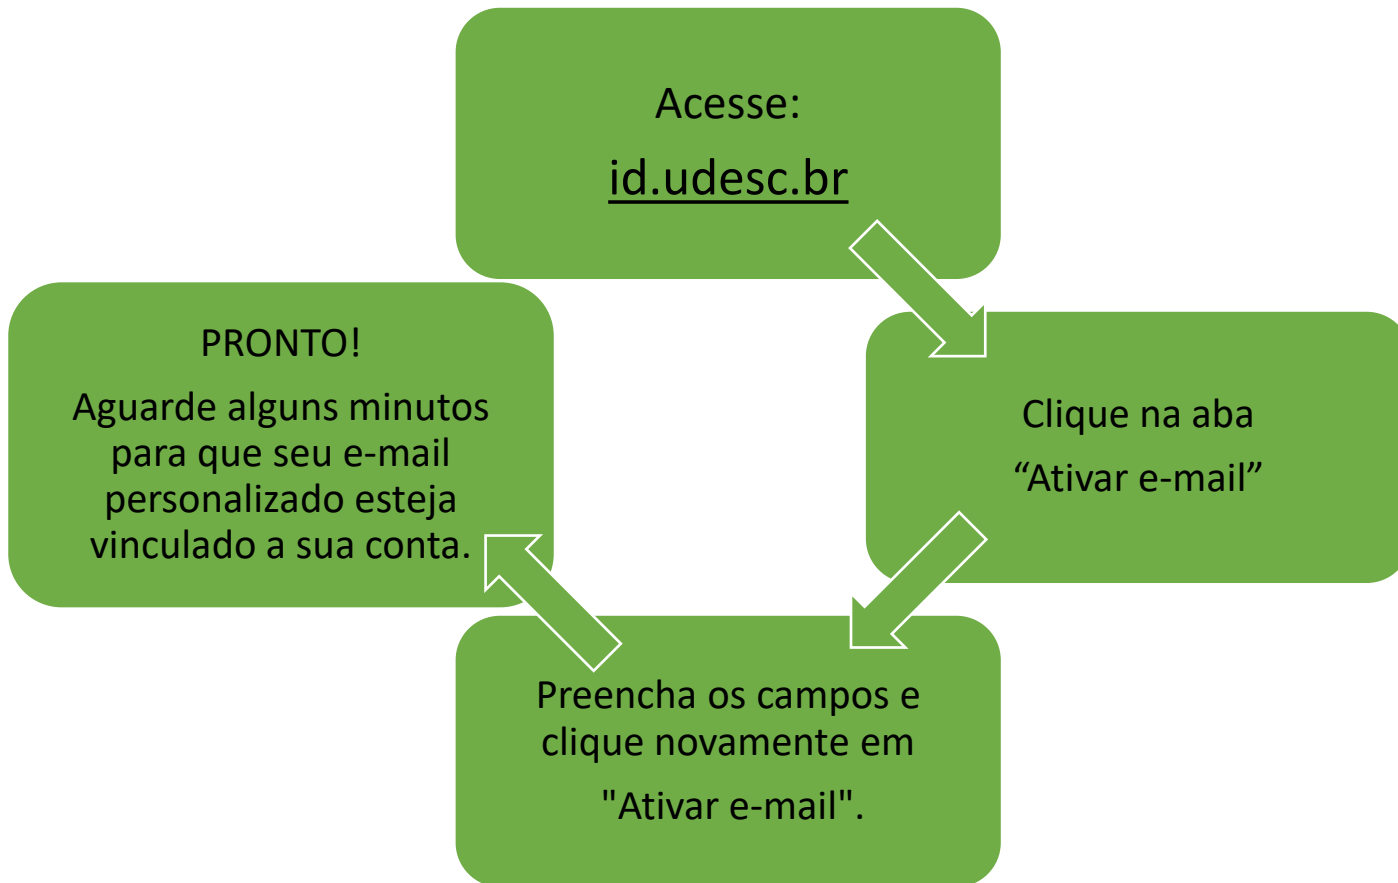 Acesse:
id.udesc.br
Clique na aba
“Ativar e-mail”
Preencha os campos e
clique novamente em
"Ativar e-mail".
PRONTO!
Aguarde alguns minutos
para que seu e-mail
personalizado esteja
vinculado a sua conta.